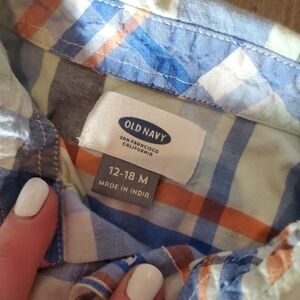 OLD NAVY
SAN FRANCISCO
CALIFORNIA
12-18 M
MADE IN INDIA